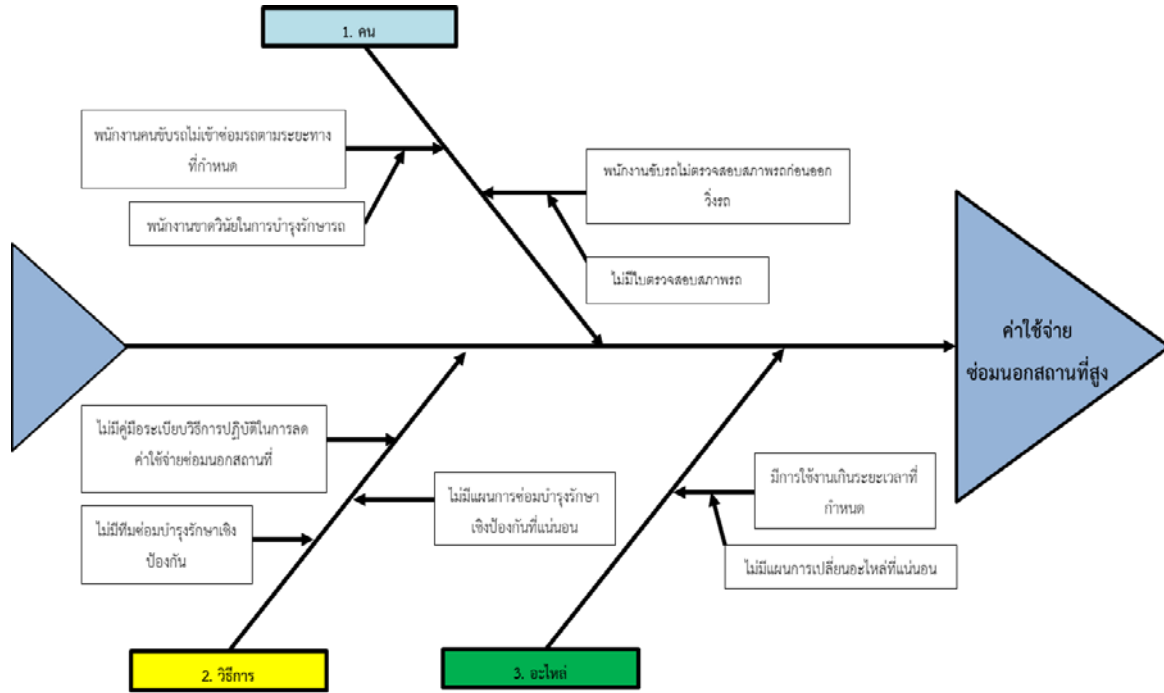 1. คน
พนักงานคนขับรถไม่เข้าซ่อมรถตามระยะทาง
ที่กำหนด
พนักงานขาดวินัยในการบำรุงรักษารถ
พนักงานขับรถไม่ตรวจสอบสภาพรถก่อนออก
วิ่งรถ
ไม่มีใบตรวจสอบสภาพรถ
ค่าใช้จ่าย
ซ่อมนอกสถานที่สูง
ไม่มีคู่มือระเบียบวิธีการปฏิบัติในการลด
ค่าใช้จ่ายซ่อมนอกสถานที่
ไม่มีทีมซ่อมบำรุงรักษาเชิง
ป้องกัน
ไม่มีแผนการซ่อมบำรุงรักษา
เชิงป้องกันที่แน่นอน
มีการใช้งานเกินระยะเวลาที่
กำหนด
ไม่มีแผนการเปลี่ยนอะไหล่ที่แน่นอน
2. วิธีการ
3. อะไหล่